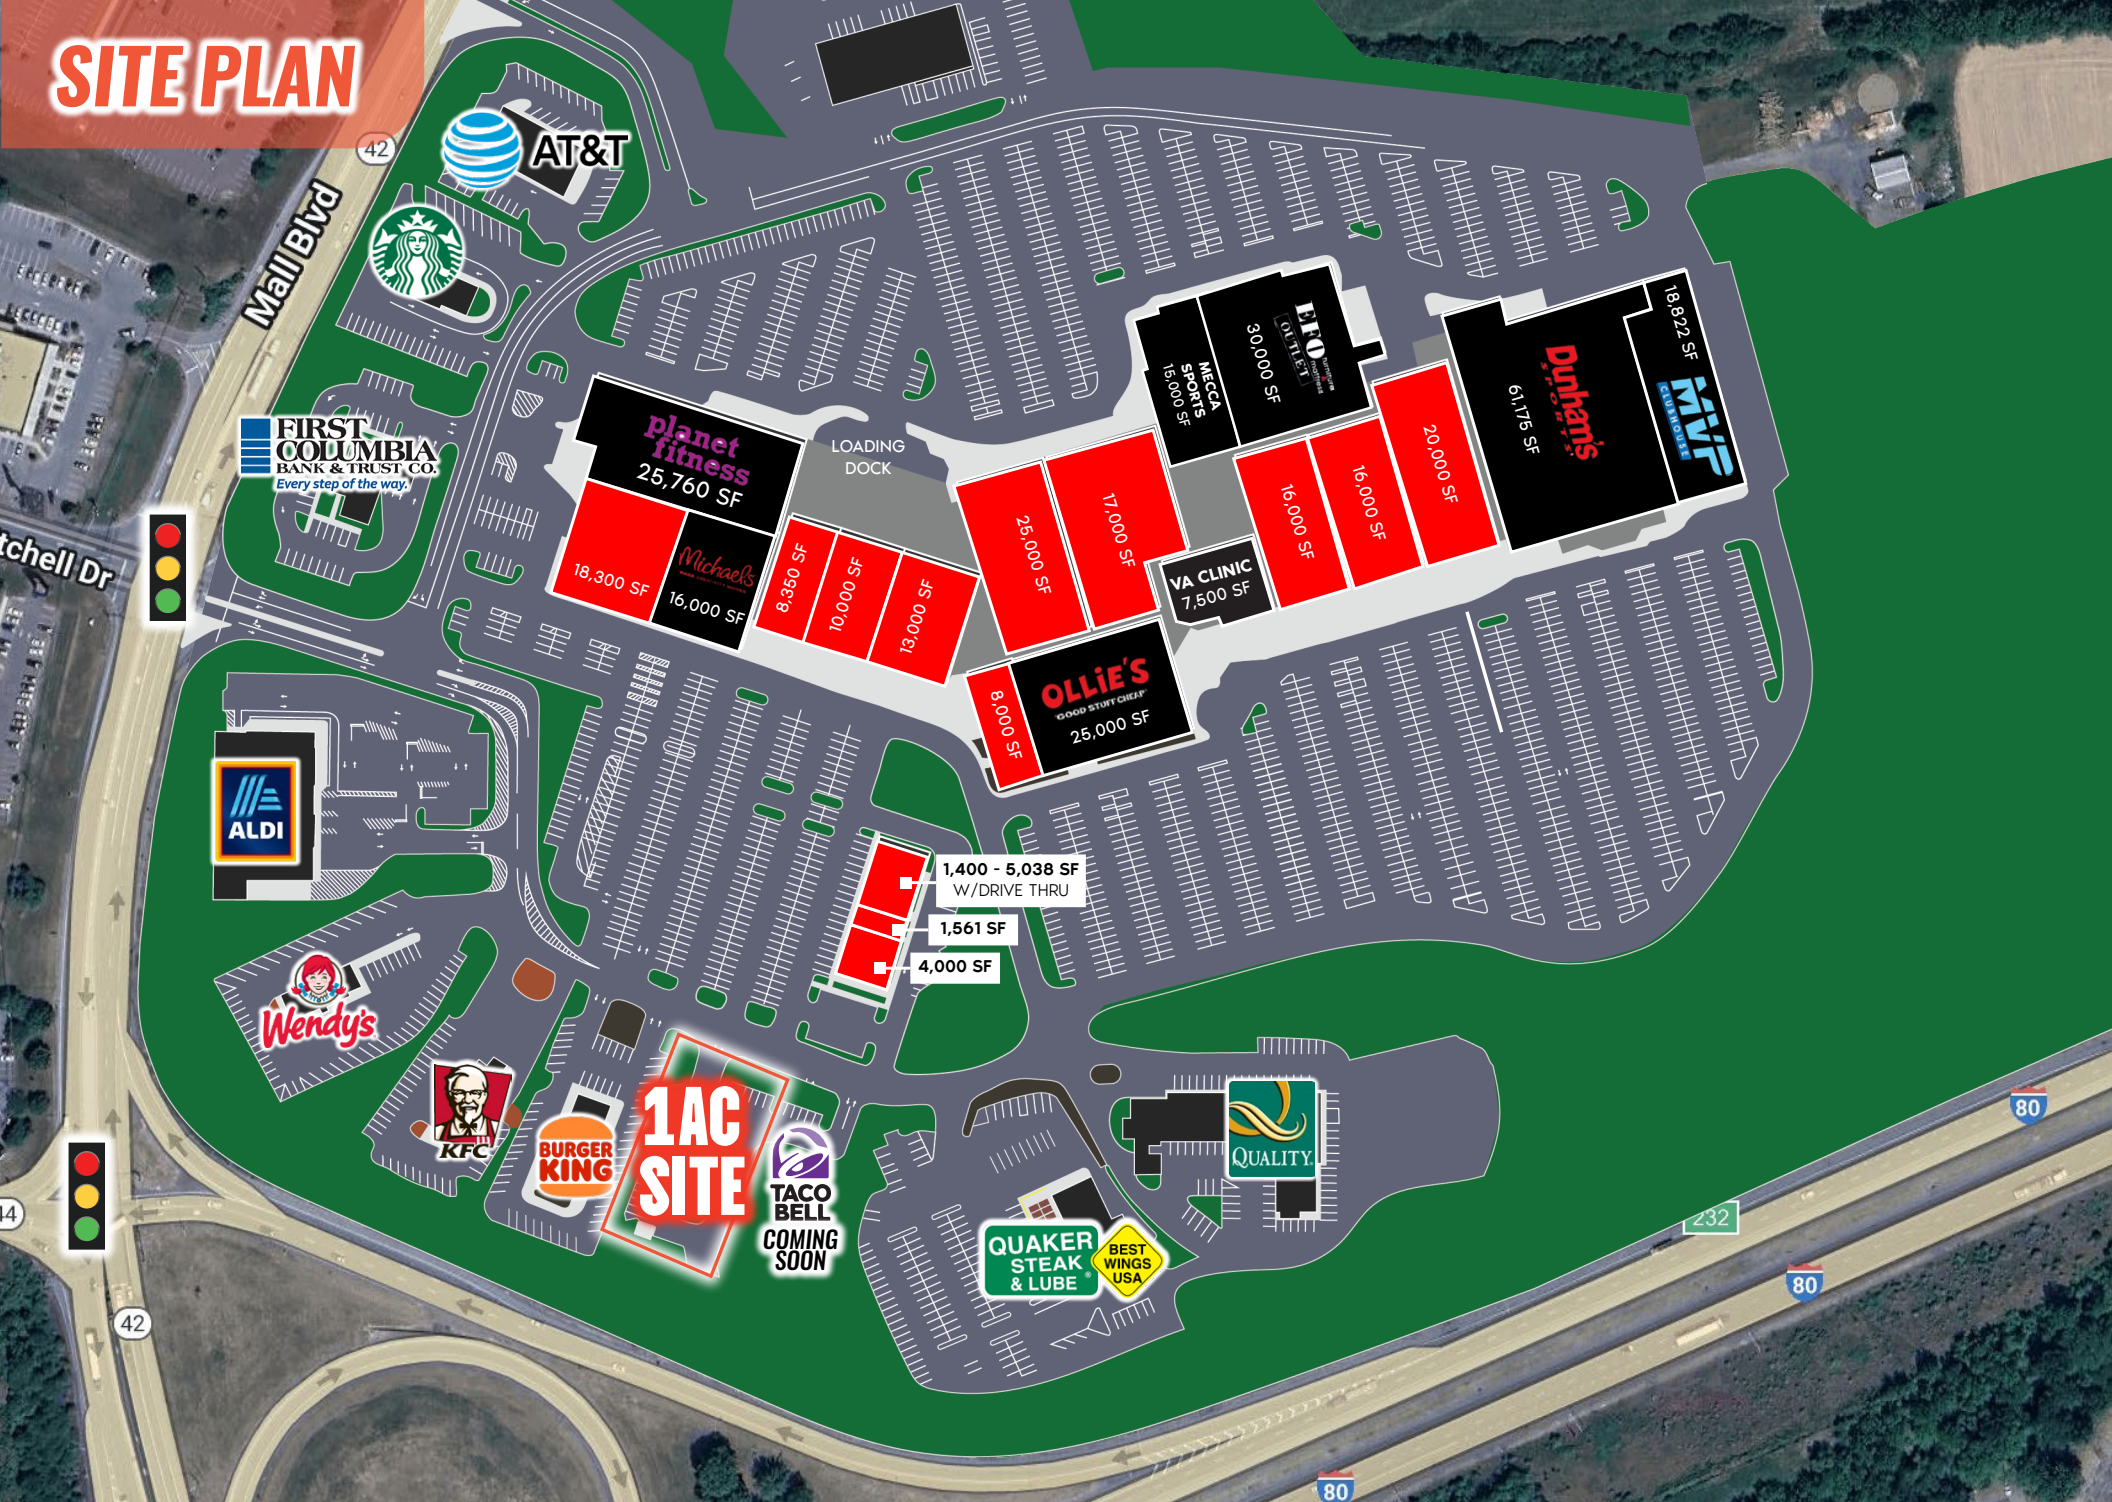 SITE PLAN
42
AT&T
Mall Blvd
FIRST
COLUMBIA
BANK & TRUST CO.
Every step of the way.
tchell Dr
planet
fitness
25,760 SF
LOADING
DOCK
18,300 SF
Michaels
16,000 SF
8,350 SF
10,000 SF
13,000 SF
25,000 SF
17,000 SF
MECCA
SPORTS
15,000 SF
EFO
furniture
mattress
OUTLET
30,000 SF
VA CLINIC
7,500 SF
16,000 SF
16,000 SF
20,000 SF
DUNHAM'S
SPORTS
61,175 SF
18,822 SF
MVP
CLUBHOUSE
8,000 SF
OLLIE'S
"GOOD STUFF CHEAP"
25,000 SF
ALDI
1,400 - 5,038 SF
W/DRIVE THRU
1,561 SF
4,000 SF
Wendy's
KFC
BURGER
KING
1 AC
SITE
TACO
BELL
COMING
SOON
QUAKER
STEAK
& LUBE®
BEST
WINGS
USA
QUALITY
44
42
232
80
80
80